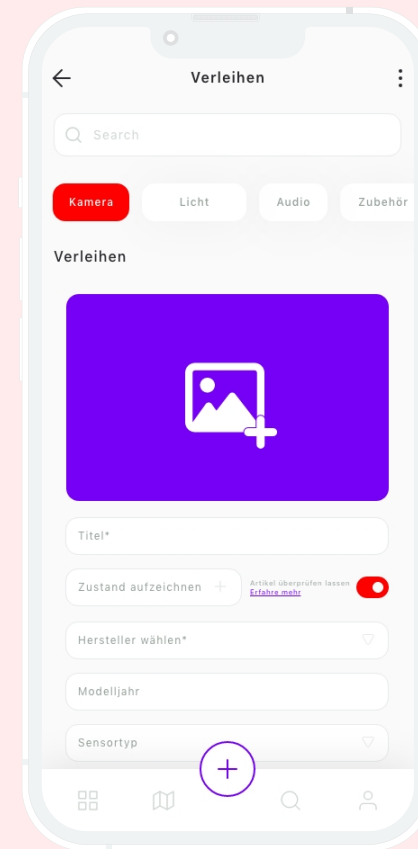 Verleihen
Search
Kamera
Licht
Audio
Zubehör
Verleihen
Titel*
Zustand aufzeichnen
Artikel überprüfen lassen
Erfahre mehr
Hersteller wählen*
Modelljahr
Sensortyp